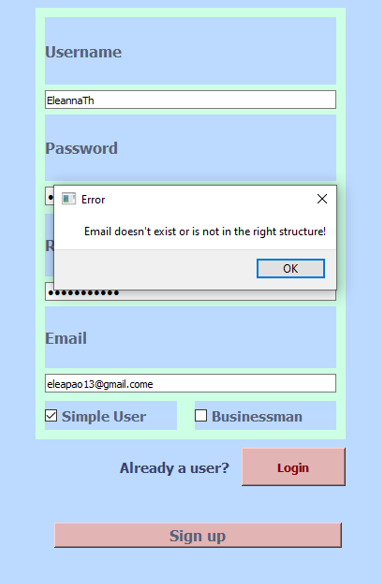 Username
EleannaTh
Password
Error
Email doesn't exist or is not in the right structure!
OK
R
●●●●●●●●●●●
Email
eleapao13@gmail.come
Simple User
Businessman
Already a user?
Login
Sign up